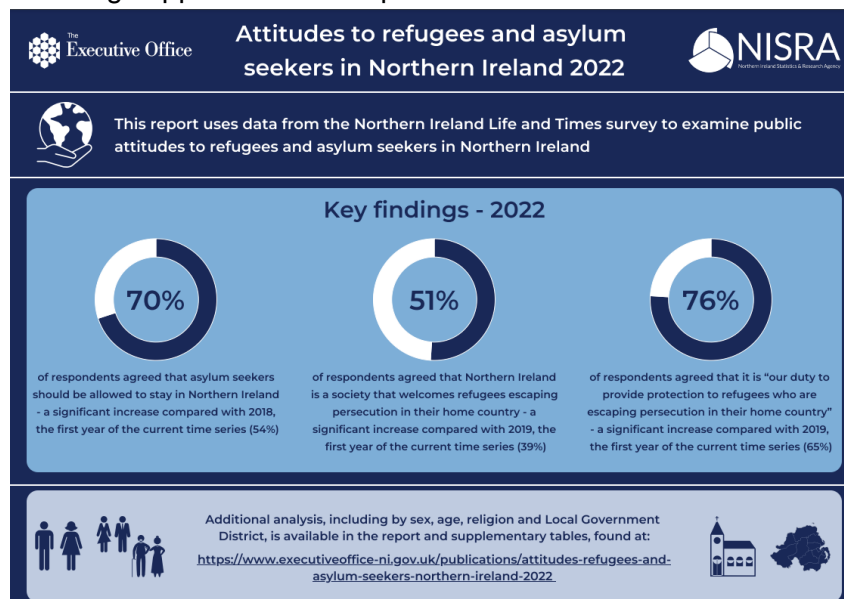 The
Executive Office
Attitudes to refugees and asylum
seekers in Northern Ireland 2022
NISRA
Northern Ireland Statistics & Research Agency
This report uses data from the Northern Ireland Life and Times survey to examine public
attitudes to refugees and asylum seekers in Northern Ireland
Key findings - 2022
70%
of respondents agreed that asylum seekers
should be allowed to stay in Northern Ireland
- a significant increase compared with 2018,
the first year of the current time series (54%)
51%
of respondents agreed that Northern Ireland
is a society that welcomes refugees escaping
persecution in their home country - a
significant increase compared with 2019, the
first year of the current time series (39%)
76%
of respondents agreed that it is “our duty to
provide protection to refugees who are
escaping persecution in their home country”
- a significant increase compared with 2019,
the first year of the current time series (65%)
Additional analysis, including by sex, age, religion and Local Government
District, is available in the report and supplementary tables, found at:
https://www.executiveoffice-ni.gov.uk/publications/attitudes-refugees-and-
asylum-seekers-northern-ireland-2022